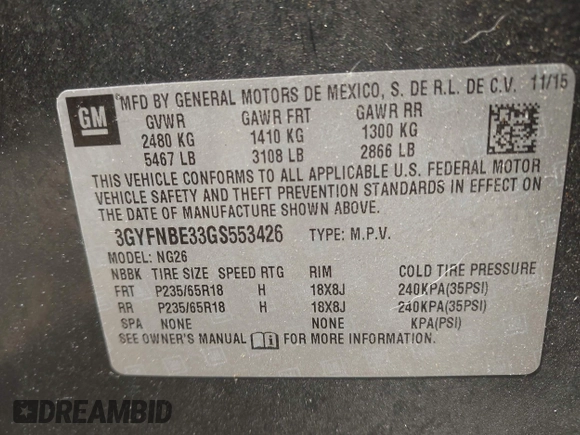 GM MFD BY GENERAL MOTORS DE MEXICO, S. DE R.L. DE C.V. 11/15
GVWR GAWR FRT GAWR RR
2480 KG 1410 KG 1300 KG
5467 LB 3108 LB 2866 LB
THIS VEHICLE CONFORMS TO ALL APPLICABLE U.S. FEDERAL MOTOR
VEHICLE SAFETY AND THEFT PREVENTION STANDARDS IN EFFECT ON
THE DATE OF MANUFACTURE SHOWN ABOVE.
3GYFNBE33GS553426 TYPE: M.P.V.
MODEL: NG26
NBBK TIRE SIZE SPEED RTG RIM COLD TIRE PRESSURE
FRT P235/65R18 H 18X8J 240KPA(35PSI)
RR P235/65R18 H 18X8J 240KPA(35PSI)
SPA NONE NONE KPA(PSI)
SEE OWNER'S MANUAL FOR MORE INFORMATION.
DREAMBID